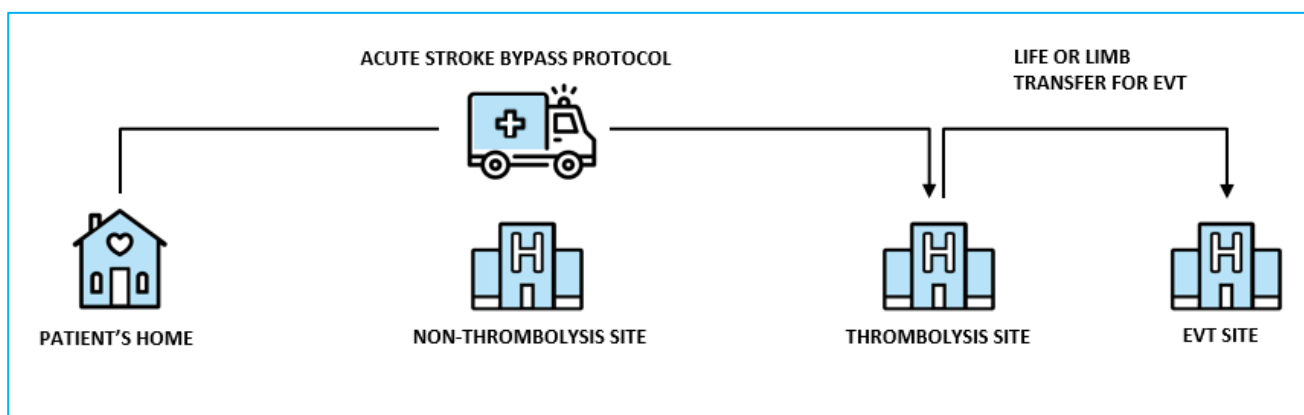 ACUTE STROKE BYPASS PROTOCOL
LIFE OR LIMB
TRANSFER FOR EVT
H
H
H
PATIENT'S HOME
NON-THROMBOLYSIS SITE
THROMBOLYSIS SITE
EVT SITE